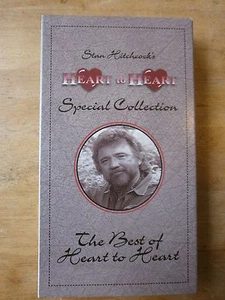 Stan Hitchcock's
HEART to HEART
Special Collection
The Best of
Heart to Heart